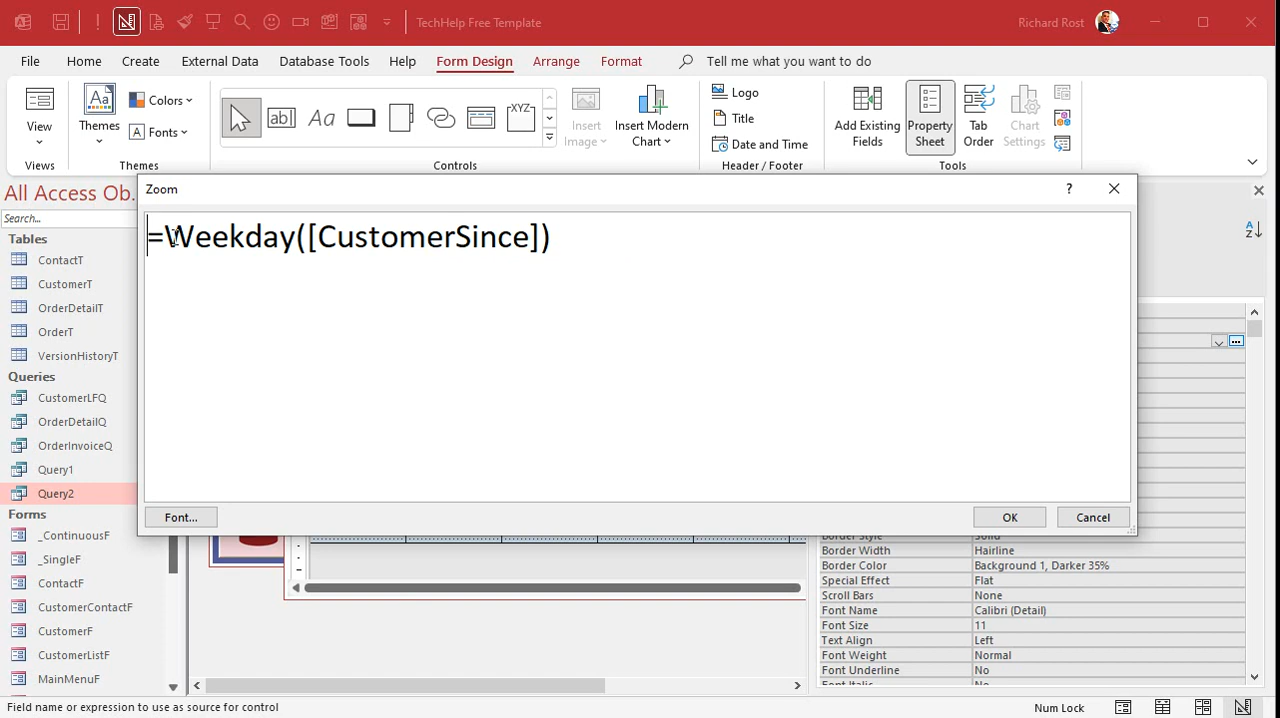 TechHelp Free Template
Richard Rost
File Home Create External Data Database Tools Help Form Design Arrange Format Tell me what you want to do
View
Views
Aa
Themes
Colors
A Fonts
Themes
ab|
Aa
XYZ
Controls
Insert
Image
Insert Modern
Chart
Logo
Title
Date and Time
Header / Footer
Add Existing
Fields
Property
Sheet
Tab
Order
Chart
Settings
Tools
All Access Ob...
Search...
Tables
ContactT
CustomerT
OrderDetailT
OrderT
VersionHistoryT
Queries
CustomerLFQ
OrderDetailQ
OrderInvoiceQ
Query1
Query2
Forms
_ContinuousF
_SingleF
ContactF
CustomerContactF
CustomerF
CustomerListF
MainMenuF
Zoom
?
=Weekday([CustomerSince])
Font...
OK
Cancel
Border Width Hairline
Border Color Background 1, Darker 35%
Special Effect Flat
Scroll Bars None
Font Name Calibri (Detail)
Font Size 11
Text Align Left
Font Weight Normal
Font Underline No
Field name or expression to use as source for control
Num Lock